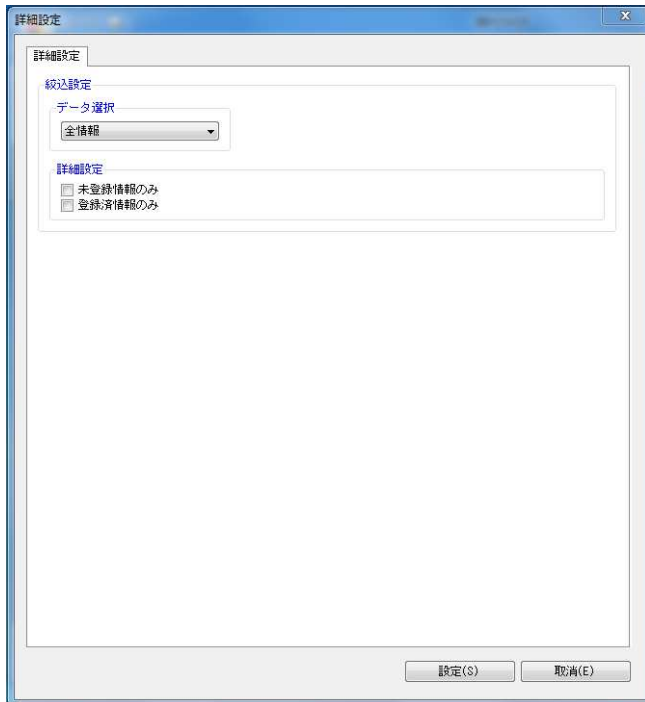 詳細設定
詳細設定
絞込設定
データ選択
全情報
詳細設定
未登録情報のみ
登録済情報のみ
設定(S)
取消(E)